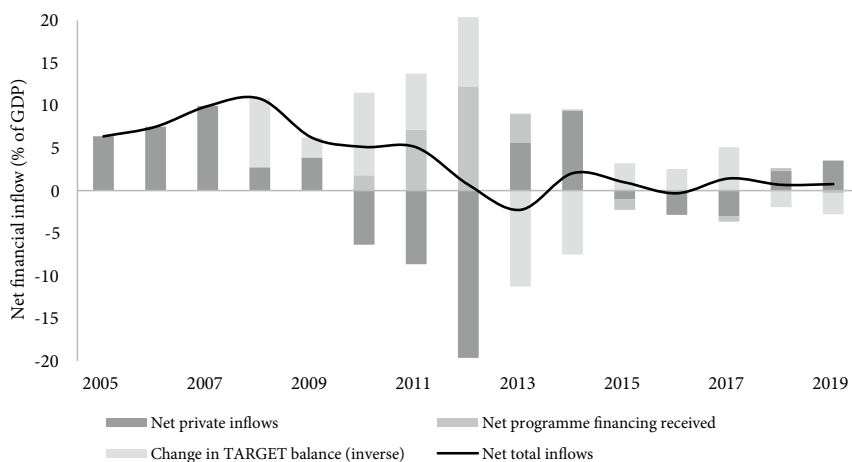 20
15
10
5
0
-5
-10
-15
-20
Net financial inflow (% of GDP)
2005 2007 2009 2011 2013 2015 2017 2019
Net private inflows Net programme financing received
Change in TARGET balance (inverse) Net total inflows